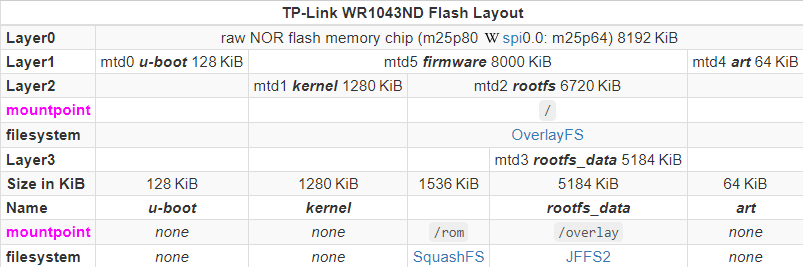 TP-Link WR1043ND Flash Layout
Layer0 raw NOR flash memory chip (m25p80 W spi0.0: m25p64) 8192 KiB
Layer1 mtd0 u-boot 128 KiB mtd5 firmware 8000 KiB mtd4 art 64 KiB
Layer2 mtd1 kernel 1280 KiB mtd2 rootfs 6720 KiB
mountpoint /
filesystem OverlayFS
Layer3 mtd3 rootfs_data 5184 KiB
Size in KiB 128 KiB 1280 KiB 1536 KiB 5184 KiB 64 KiB
Name u-boot kernel rootfs_data art
mountpoint none none /rom /overlay none
filesystem none none SquashFS JFFS2 none